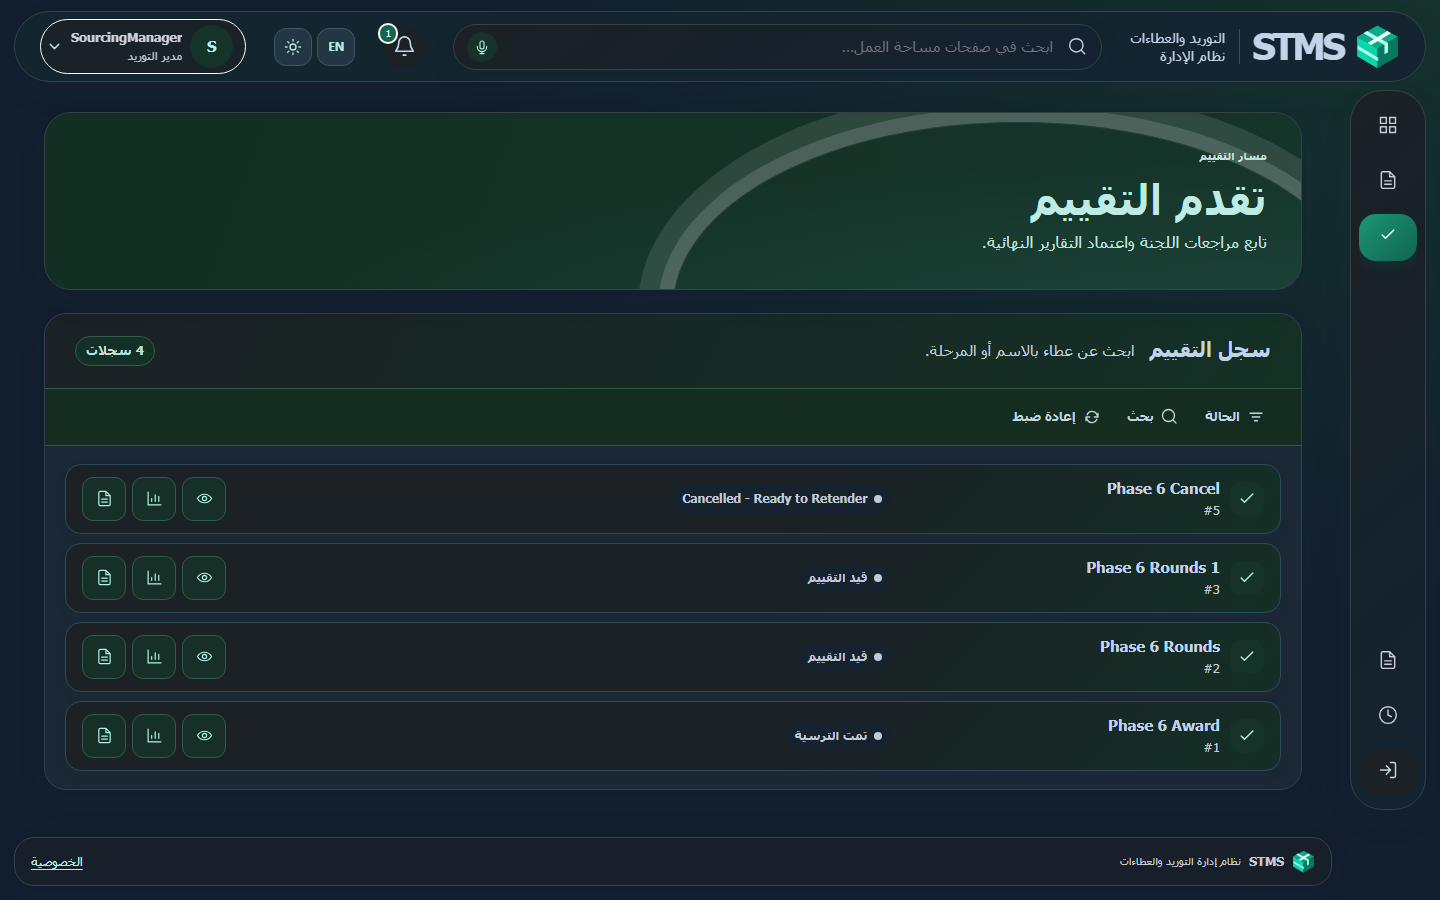 STMS
التوريد والعطاءات
نظام الإدارة
ابحث في صفحات مساحة العمل...
1
EN
SourcingManager
مدير التوريد
S
مسار التقييم
تقدم التقييم
تابع مراجعات اللجنة واعتماد التقارير النهائية.
سجل التقييم
ابحث عن عطاء بالاسم أو المرحلة.
4 سجلات
الحالة
بحث
إعادة ضبط
Phase 6 Cancel
#5
Cancelled - Ready to Retender
Phase 6 Rounds 1
#3
قيد التقييم
Phase 6 Rounds
#2
قيد التقييم
Phase 6 Award
#1
تمت الترسية
STMS
نظام إدارة التوريد والعطاءات
الخصوصية